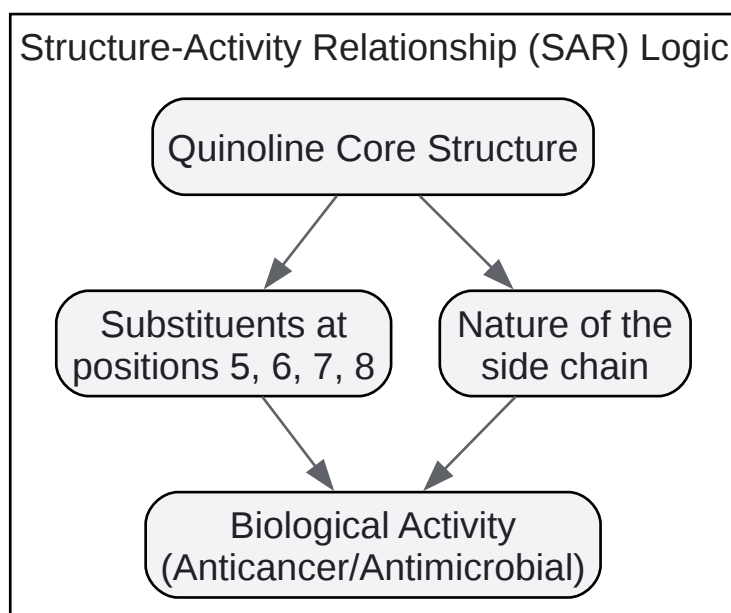 Structure-Activity Relationship (SAR) Logic
Quinoline Core Structure
Substituents at
positions 5, 6, 7, 8
Nature of the
side chain
Biological Activity
(Anticancer/Antimicrobial)